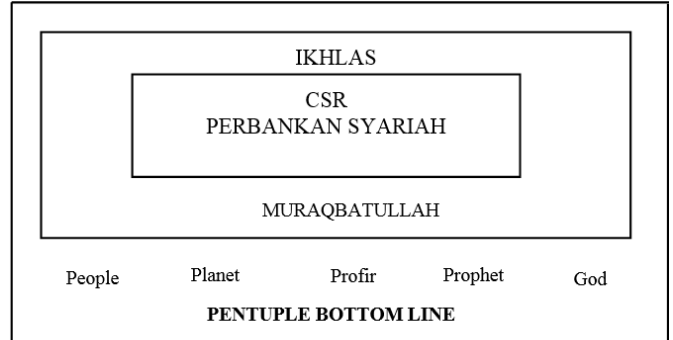 IKHLAS
CSR
PERBANKAN SYARIAH
MURAQBATULLAH
People Planet Profir Prophet God
PENTUPLE BOTTOM LINE